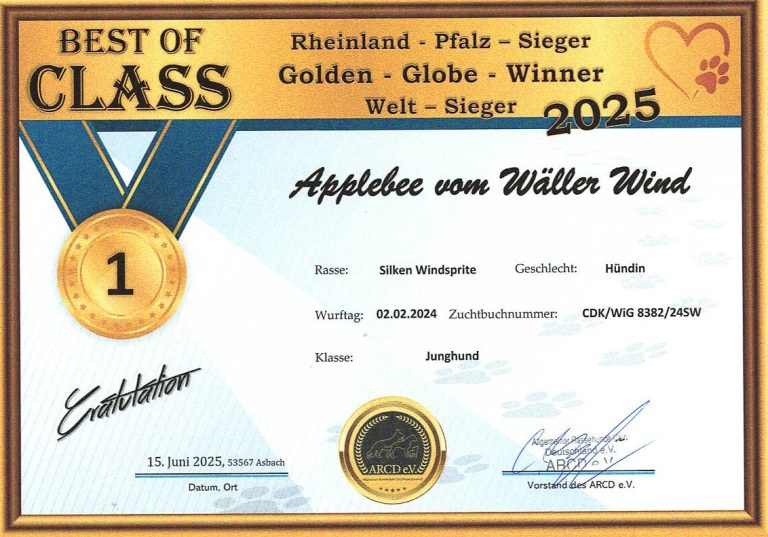 BEST OF
CLASS
Rheinland - Pfalz – Sieger
Golden - Globe - Winner
Welt – Sieger
2025
Applebee vom Wäller Wind
1
Rasse: Silken Windsprite Geschlecht: Hündin
Wurftag: 02.02.2024 Zuchtbuchnummer: CDK/WiG 8382/24SW
Klasse: Junghund
Gratulation
15. Juni 2025, 53567 Asbach
Datum, Ort
ARCD e.V.
Allgemeiner Rassehunde
Deutschland e.V.
ARCD e.V.
Vorstand des ARCD e.V.